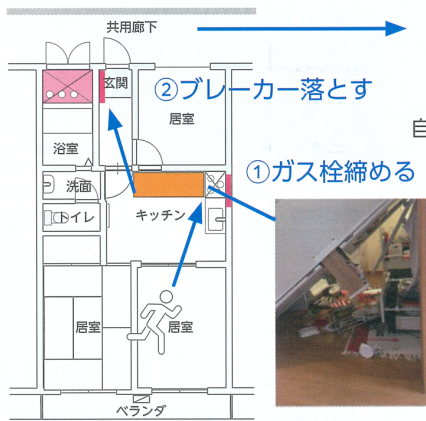 共用廊下
玄関
②ブレーカー落とす
居室
浴室
自
①ガス栓締める
洗面
トイレ
キッチン
居室
居室
ベランダ